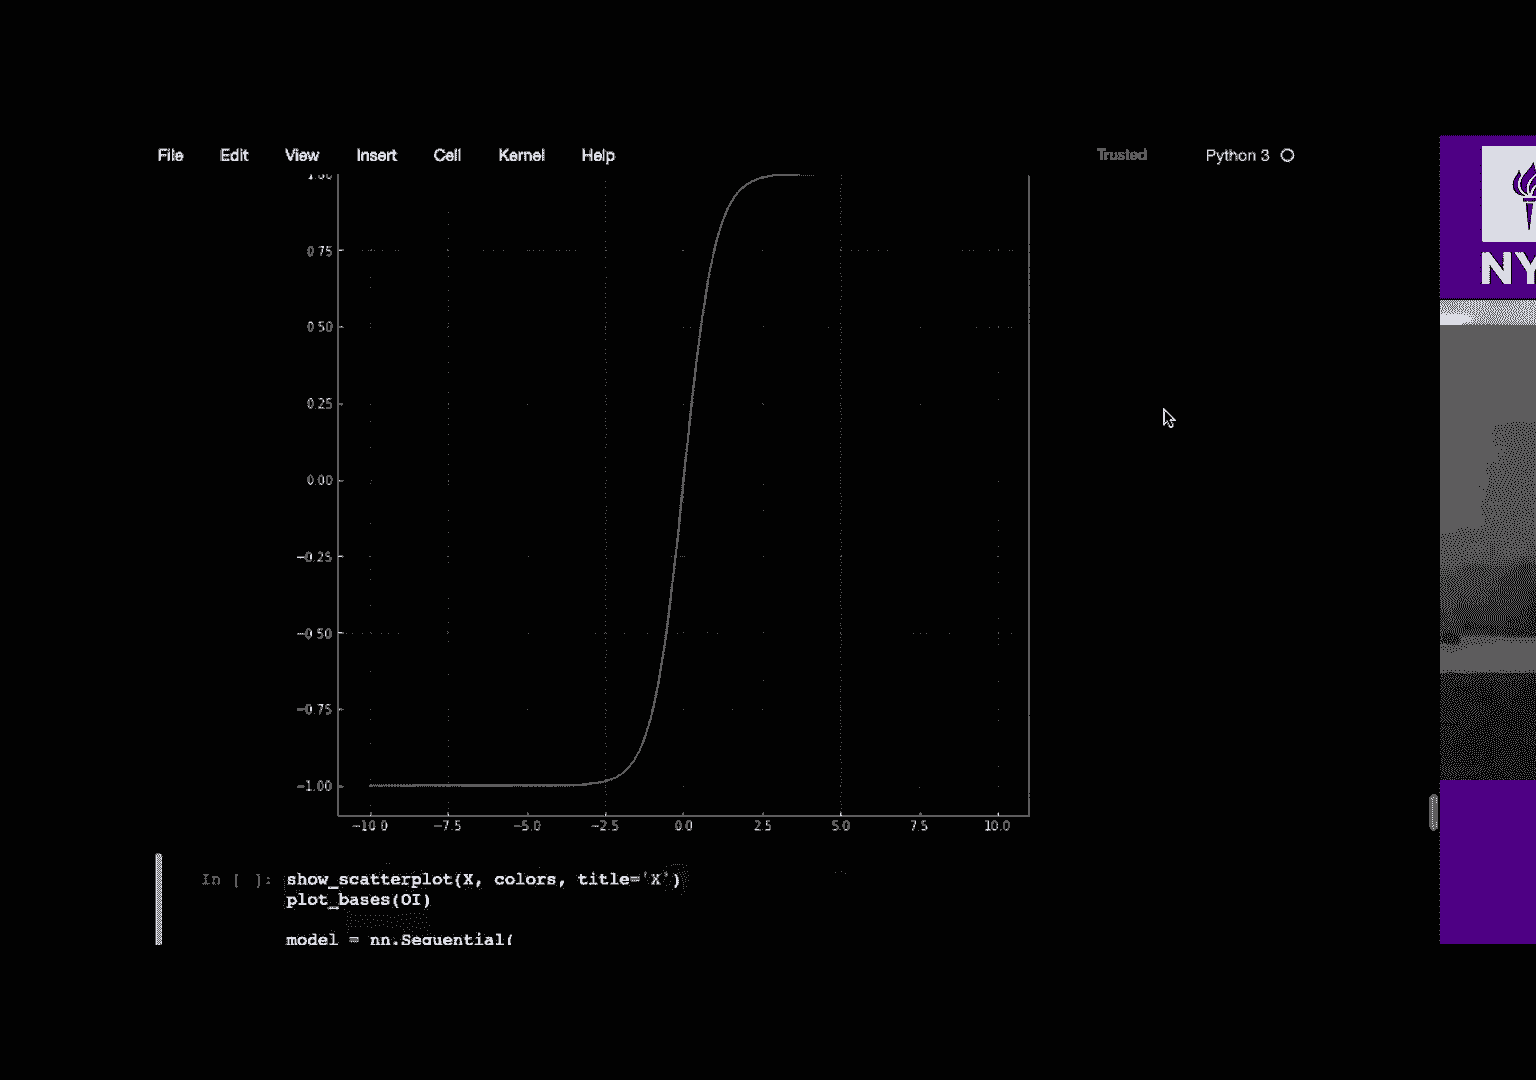 File Edit View Insert Cell Kernel Help Trusted Python 3
1.00
0.75
0.50
0.25
0.00
−0.25
−0.50
−0.75
−1.00
−10.0 −7.5 −5.0 −2.5 0.0 2.5 5.0 7.5 10.0
In [ ]: show_scatterplot(X, colors, title='X')
plot_bases(OI)
model = nn.Sequential(
NY